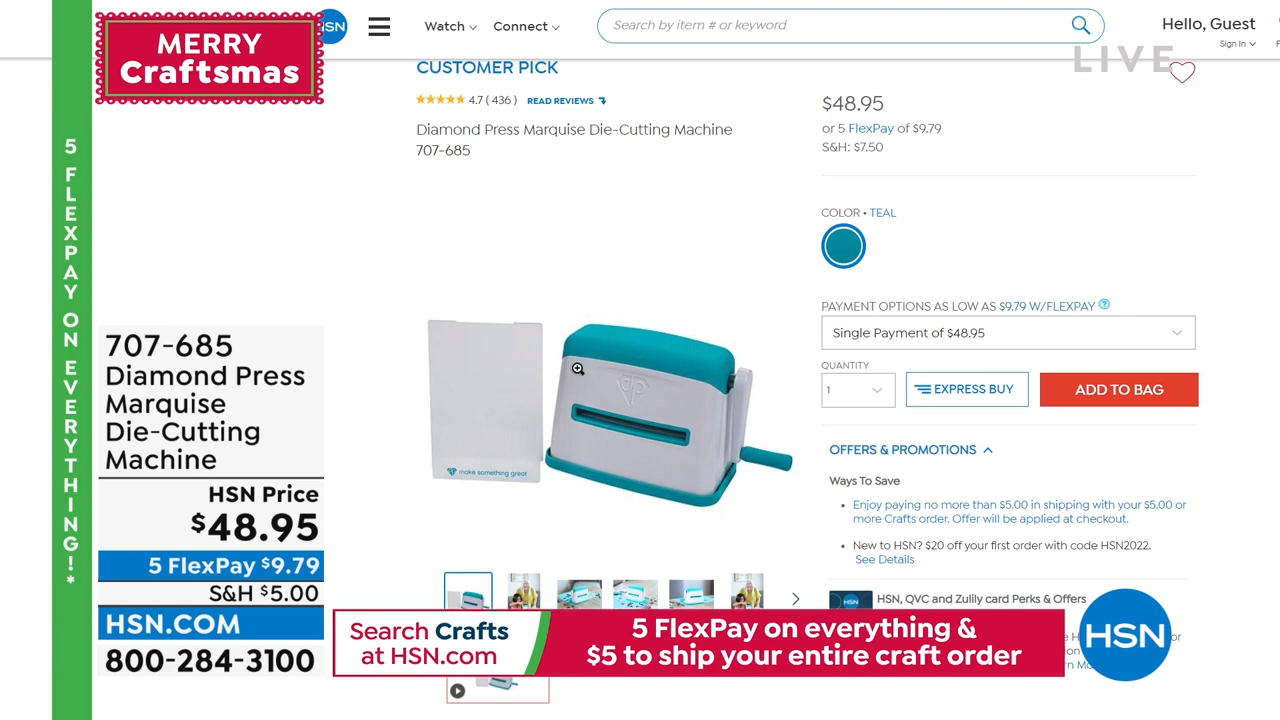 MERRY
Craftsmas
HSN
Watch
Connect
Search by item # or keyword
Hello, Guest
Sign In
LIVE
5 FLEXPAY ON EVERYTHING!*
CUSTOMER PICK
4.7 ( 436 ) READ REVIEWS
Diamond Press Marquise Die-Cutting Machine
707-685
$48.95
or 5 FlexPay of $9.79
S&H: $7.50
COLOR • TEAL
PAYMENT OPTIONS AS LOW AS $9.79 W/FLEXPAY ?
Single Payment of $48.95
QUANTITY
1
EXPRESS BUY
ADD TO BAG
OFFERS & PROMOTIONS
Ways To Save
• Enjoy paying no more than $5.00 in shipping with your $5.00 or
more Crafts order. Offer will be applied at checkout.
• New to HSN? $20 off your first order with code HSN2022.
See Details
HSN
HSN, QVC and Zulily card Perks & Offers
make something great
707-685
Diamond Press
Marquise
Die-Cutting
Machine
HSN Price
$48.95
5 FlexPay $9.79
S&H $5.00
HSN.COM
800-284-3100
Search Crafts
at HSN.com
5 FlexPay on everything &
$5 to ship your entire craft order
HSN